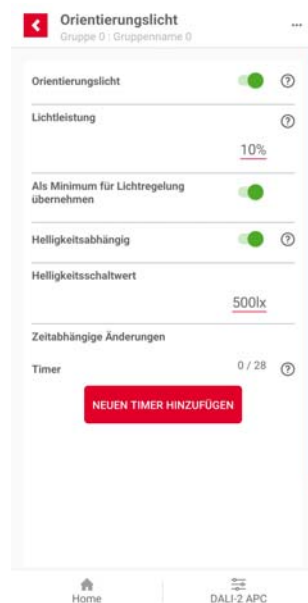 Orientierungslicht
Gruppe 0 : Gruppenname 0
Orientierungslicht
Lichtleistung
10%
Als Minimum für Lichtregelung
übernehmen
Helligkeitsabhängig
Helligkeitsschaltwert
500lx
Zeitabhängige Änderungen
Timer
0 / 28
NEUEN TIMER HINZUFÜGEN
Home
DALI-2 APC